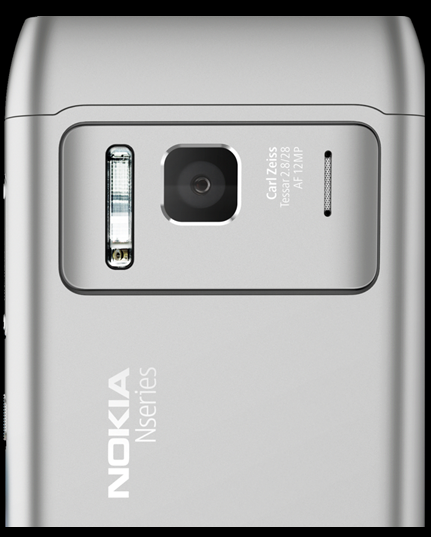 Carl Zeiss
Tessar 2.8/28
AF 12MP
NOKIA
Nseries